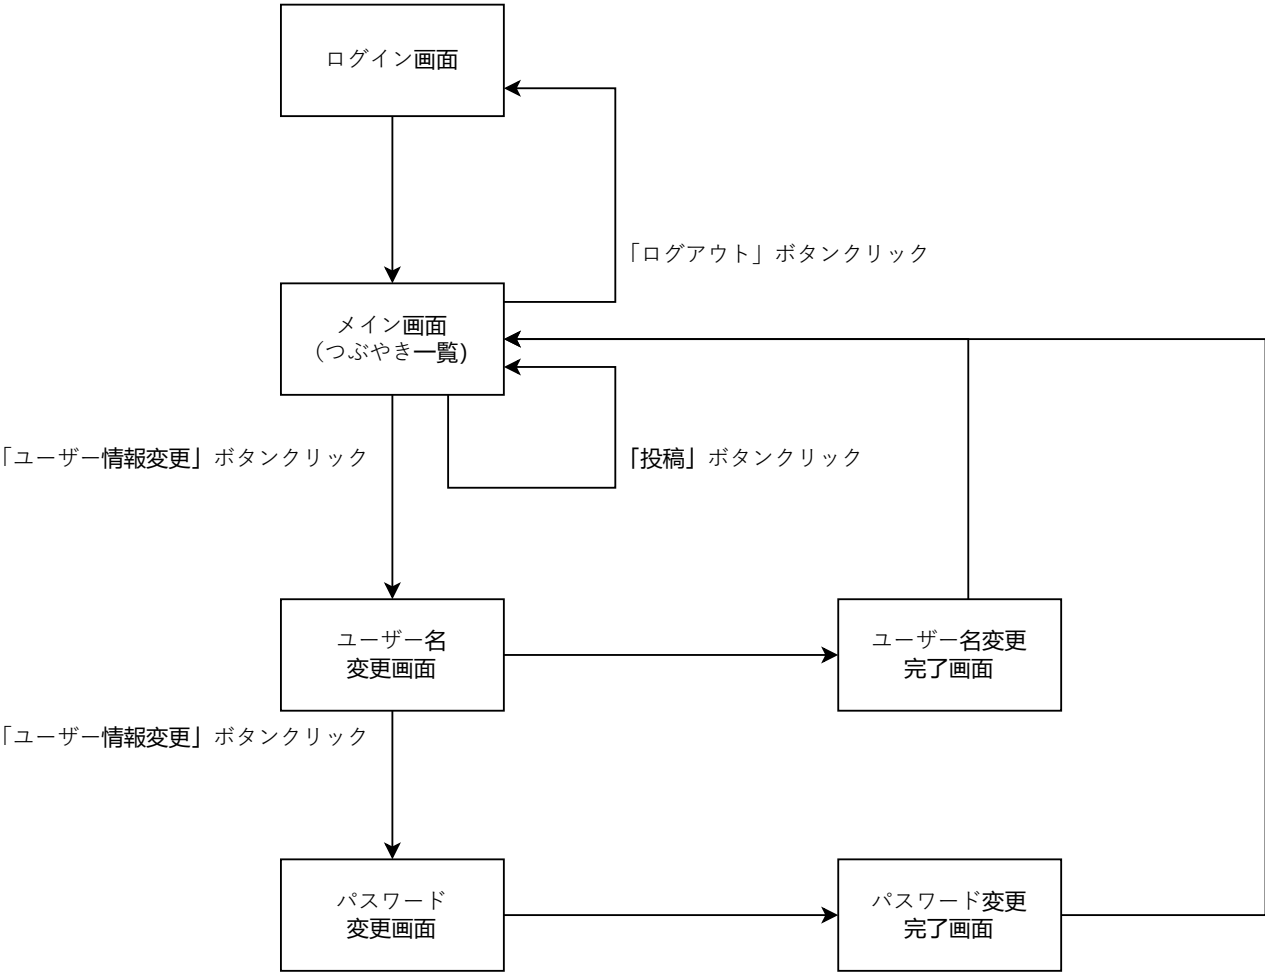 ログイン画面
「ログアウト」ボタンクリック
メイン画面
（つぶやき一覧)
「ユーザー情報変更」ボタンクリック
「投稿」ボタンクリック
ユーザー名
変更画面
ユーザー名変更
完了画面
「ユーザー情報変更」ボタンクリック
パスワード
変更画面
パスワード変更
完了画面